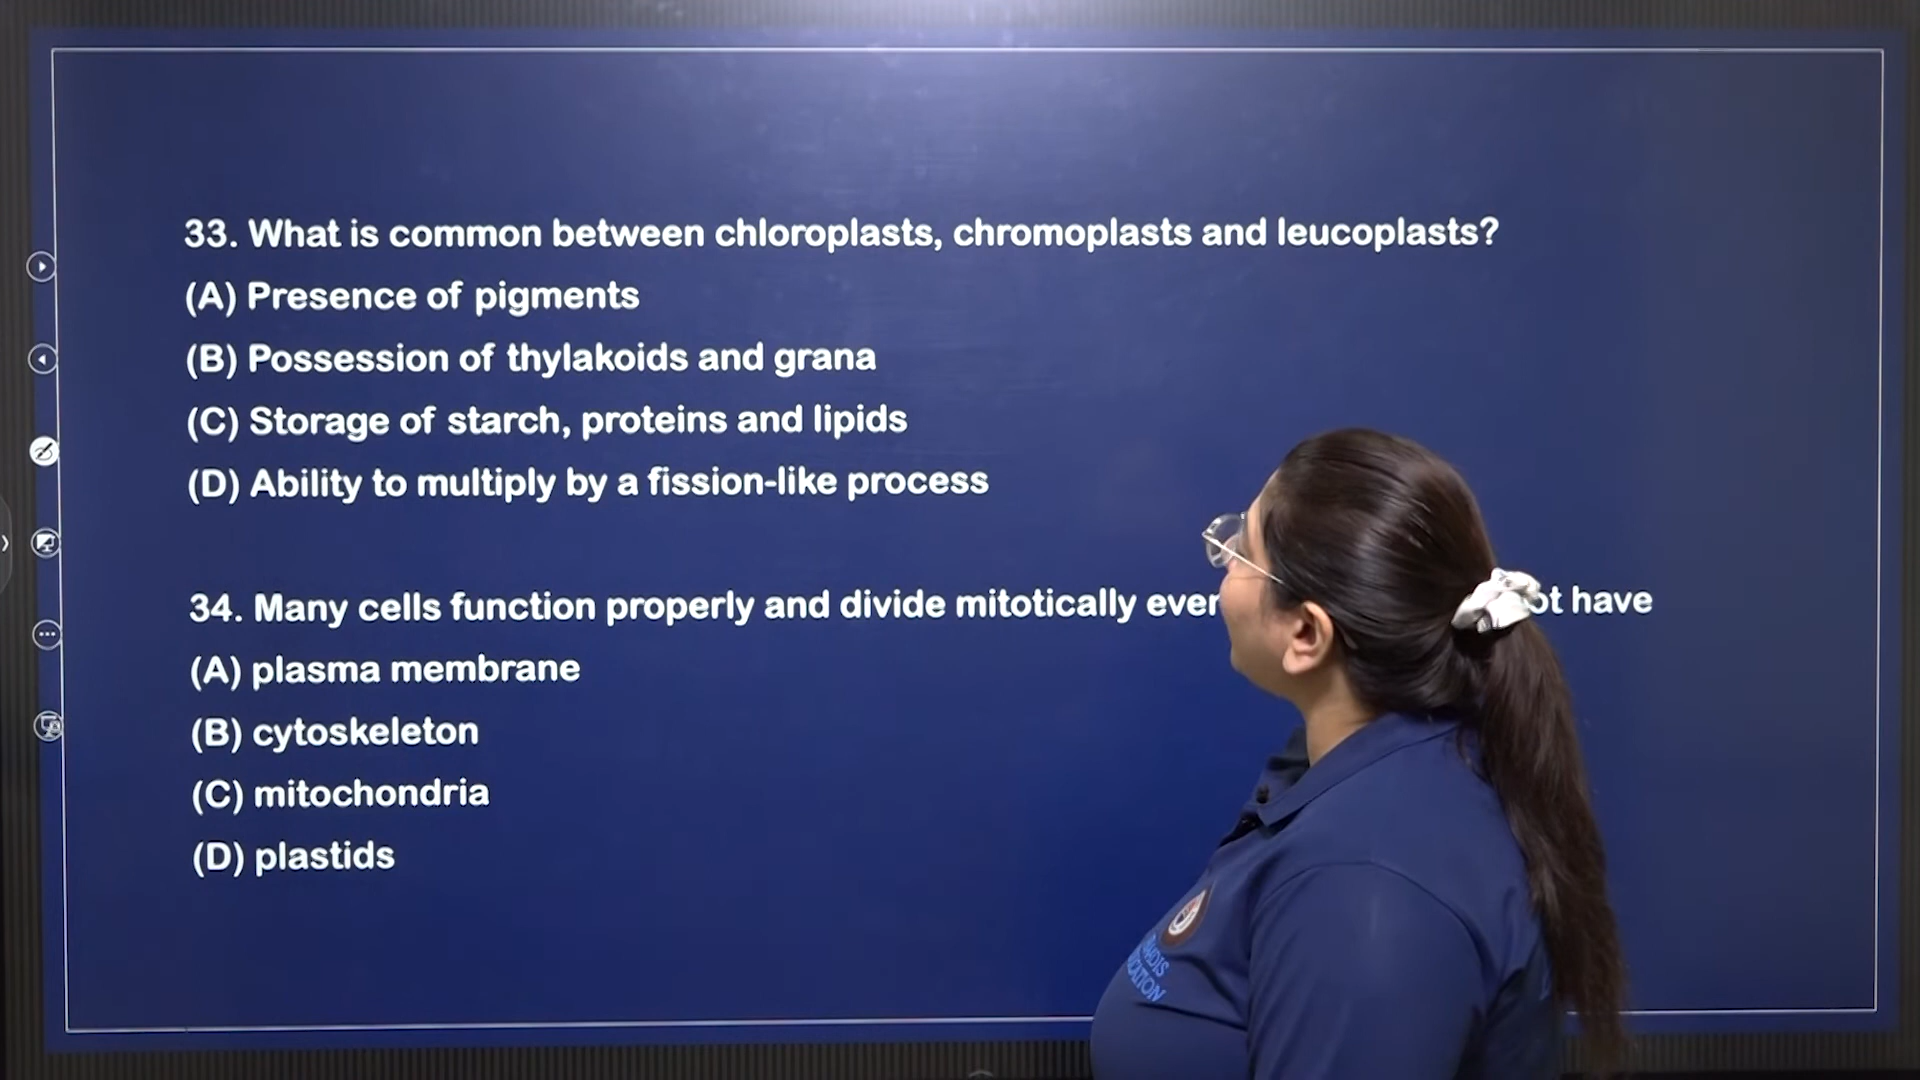 33. What is common between chloroplasts, chromoplasts and leucoplasts?
(A) Presence of pigments
(B) Possession of thylakoids and grana
(C) Storage of starch, proteins and lipids
(D) Ability to multiply by a fission-like process
34. Many cells function properly and divide mitotically have
(A) plasma membrane
(B) cytoskeleton
(C) mitochondria
(D) plastids